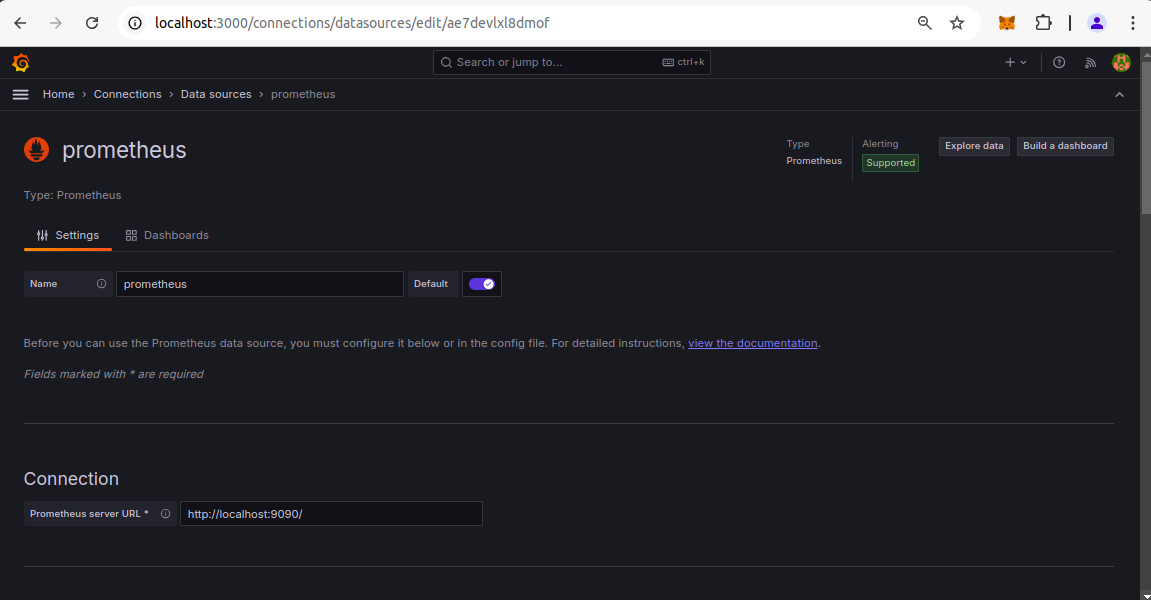 localhost:3000/connections/datasources/edit/ae7devlxl8dmof
Search or jump to... ctrl+k
Home › Connections › Data sources › prometheus
prometheus
Type
Prometheus
Alerting
Supported
Explore data
Build a dashboard
Type: Prometheus
Settings
Dashboards
Name
prometheus
Default
Before you can use the Prometheus data source, you must configure it below or in the config file. For detailed instructions, view the documentation.
Fields marked with * are required
Connection
Prometheus server URL *
http://localhost:9090/